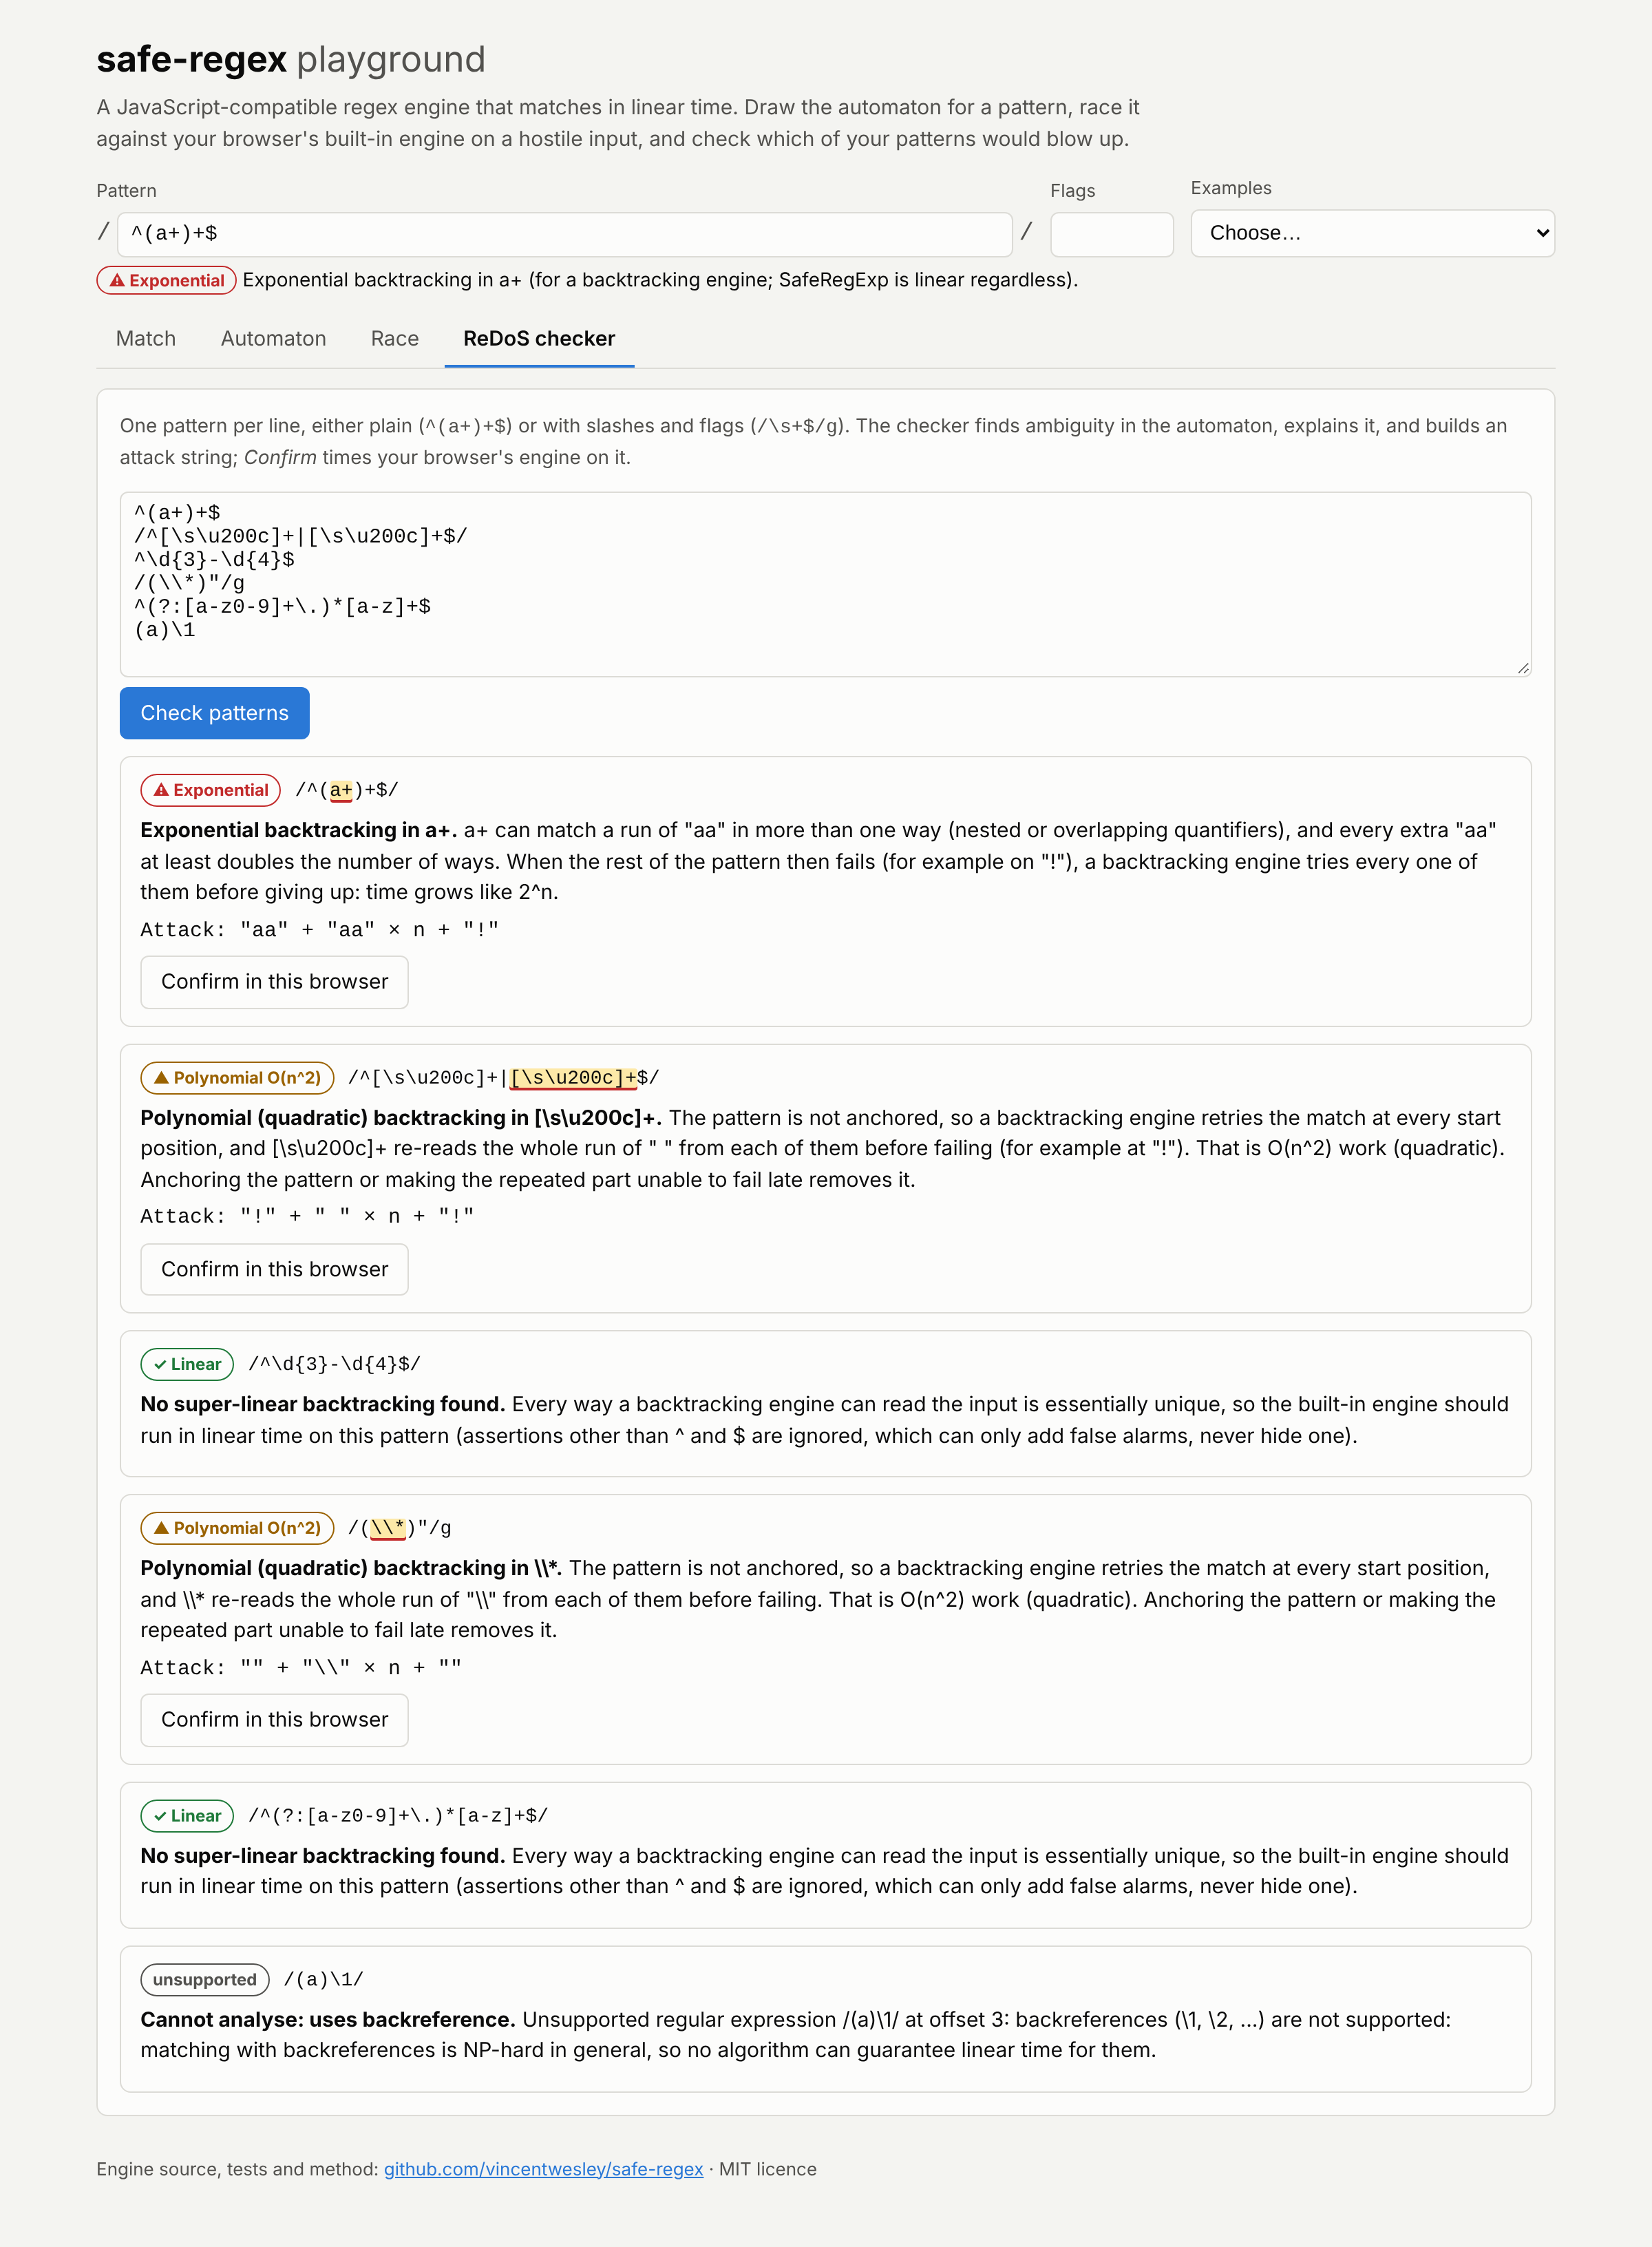 safe-regex playground
A JavaScript-compatible regex engine that matches in linear time. Draw the automaton for a pattern, race it
against your browser's built-in engine on a hostile input, and check which of your patterns would blow up.
Pattern
Flags
Examples
/ ^(a+)+$ /
Choose...
Exponential Exponential backtracking in a+ (for a backtracking engine; SafeRegExp is linear regardless).
Match Automaton Race ReDoS checker
One pattern per line, either plain (^(a+)+$) or with slashes and flags (/\s+$/g). The checker finds ambiguity in the automaton, explains it, and builds an
attack string; Confirm times your browser's engine on it.
^(a+)+$
/^[\s\u200c]+|[\s\u200c]+$/
^\d{3}-\d{4}$
/(\\*)"/g
^(?:[a-z0-9]+\.)*[a-z]+$
(a)\1
Check patterns
Exponential /^(a+)+$/
Exponential backtracking in a+. a+ can match a run of "aa" in more than one way (nested or overlapping quantifiers), and every extra "aa"
at least doubles the number of ways. When the rest of the pattern then fails (for example on "!"), a backtracking engine tries every one of
them before giving up: time grows like 2^n.
Attack: "aa" + "aa" × n + "!"
Confirm in this browser
Polynomial O(n^2) /^[\s\u200c]+|[\s\u200c]+$/
Polynomial (quadratic) backtracking in [\s\u200c]+. The pattern is not anchored, so a backtracking engine retries the match at every start
position, and [\s\u200c]+ re-reads the whole run of " " from each of them before failing (for example at "!"). That is O(n^2) work (quadratic).
Anchoring the pattern or making the repeated part unable to fail late removes it.
Attack: "!" + " " × n + "!"
Confirm in this browser
✓ Linear /^\d{3}-\d{4}$/
No super-linear backtracking found. Every way a backtracking engine can read the input is essentially unique, so the built-in engine should
run in linear time on this pattern (assertions other than ^ and $ are ignored, which can only add false alarms, never hide one).
Polynomial O(n^2) /(\\*)"/g
Polynomial (quadratic) backtracking in \\*. The pattern is not anchored, so a backtracking engine retries the match at every start position,
and \\* re-reads the whole run of "\\" from each of them before failing. That is O(n^2) work (quadratic). Anchoring the pattern or making the
repeated part unable to fail late removes it.
Attack: "" + "\\" × n + ""
Confirm in this browser
✓ Linear /^(?:[a-z0-9]+\.)*[a-z]+$/
No super-linear backtracking found. Every way a backtracking engine can read the input is essentially unique, so the built-in engine should
run in linear time on this pattern (assertions other than ^ and $ are ignored, which can only add false alarms, never hide one).
unsupported /(a)\1/
Cannot analyse: uses backreference. Unsupported regular expression /(a)\1/ at offset 3: backreferences (\1, \2, ...) are not supported:
matching with backreferences is NP-hard in general, so no algorithm can guarantee linear time for them.
Engine source, tests and method: github.com/vincentwesley/safe-regex · MIT licence